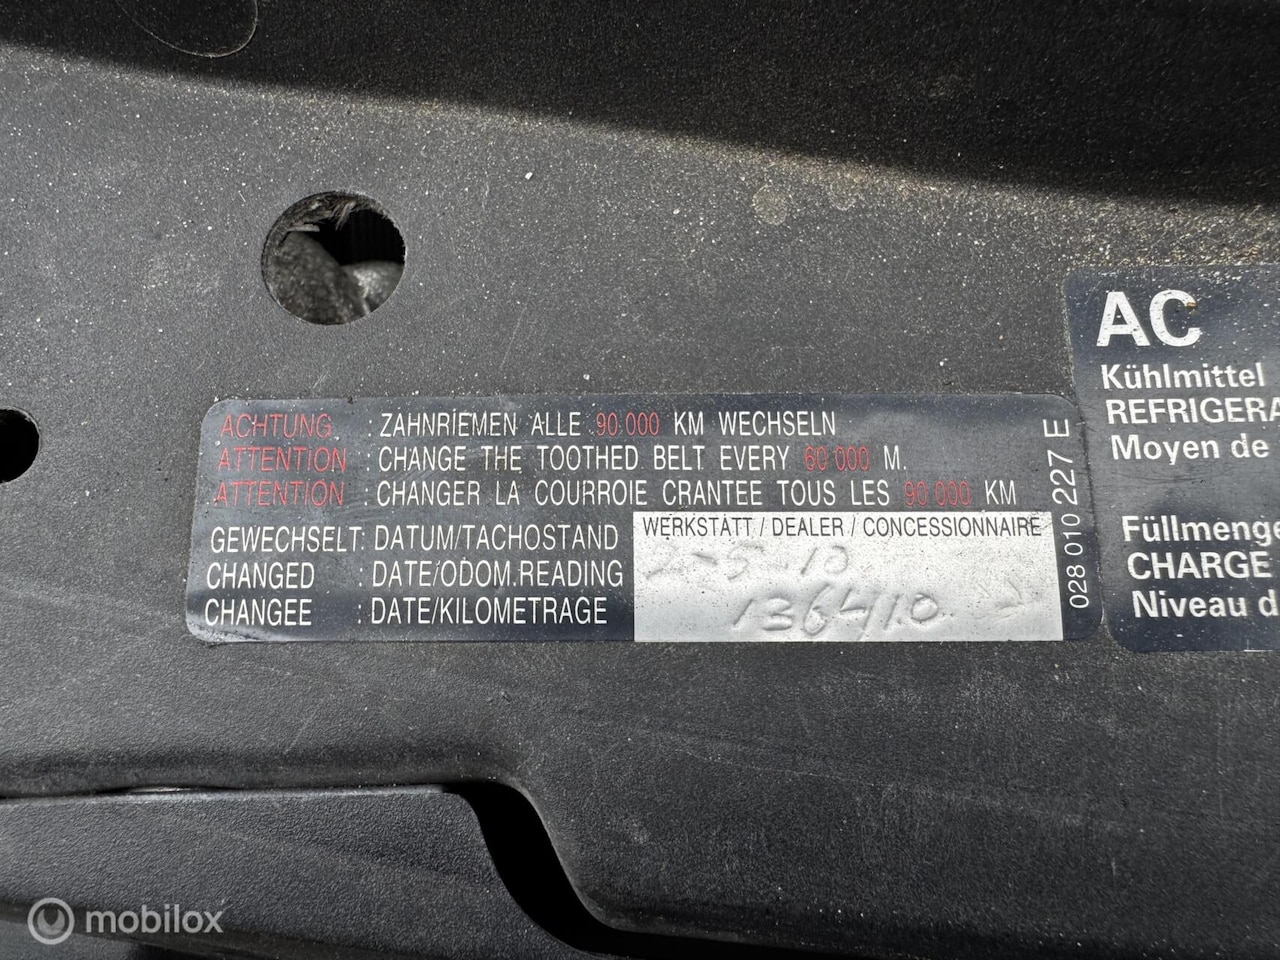 ACHTUNG : ZAHNRIEMEN ALLE 90 000 KM WECHSELN
ATTENTION : CHANGE THE TOOTHED BELT EVERY 60 000 M.
ATTENTION : CHANGER LA COURROIE CRANTEE TOUS LES 90 000 KM
GEWECHSELT: DATUM/TACHOSTAND
CHANGED : DATE/ODOM.READING
CHANGEE : DATE/KILOMETRAGE
WERKSTATT / DEALER / CONCESSIONNAIRE
136410
028 010 227 E
AC
Kühlmittel
REFRIGERA
Moyen de
Füllmenge
CHARGE
Niveau d
mobilox